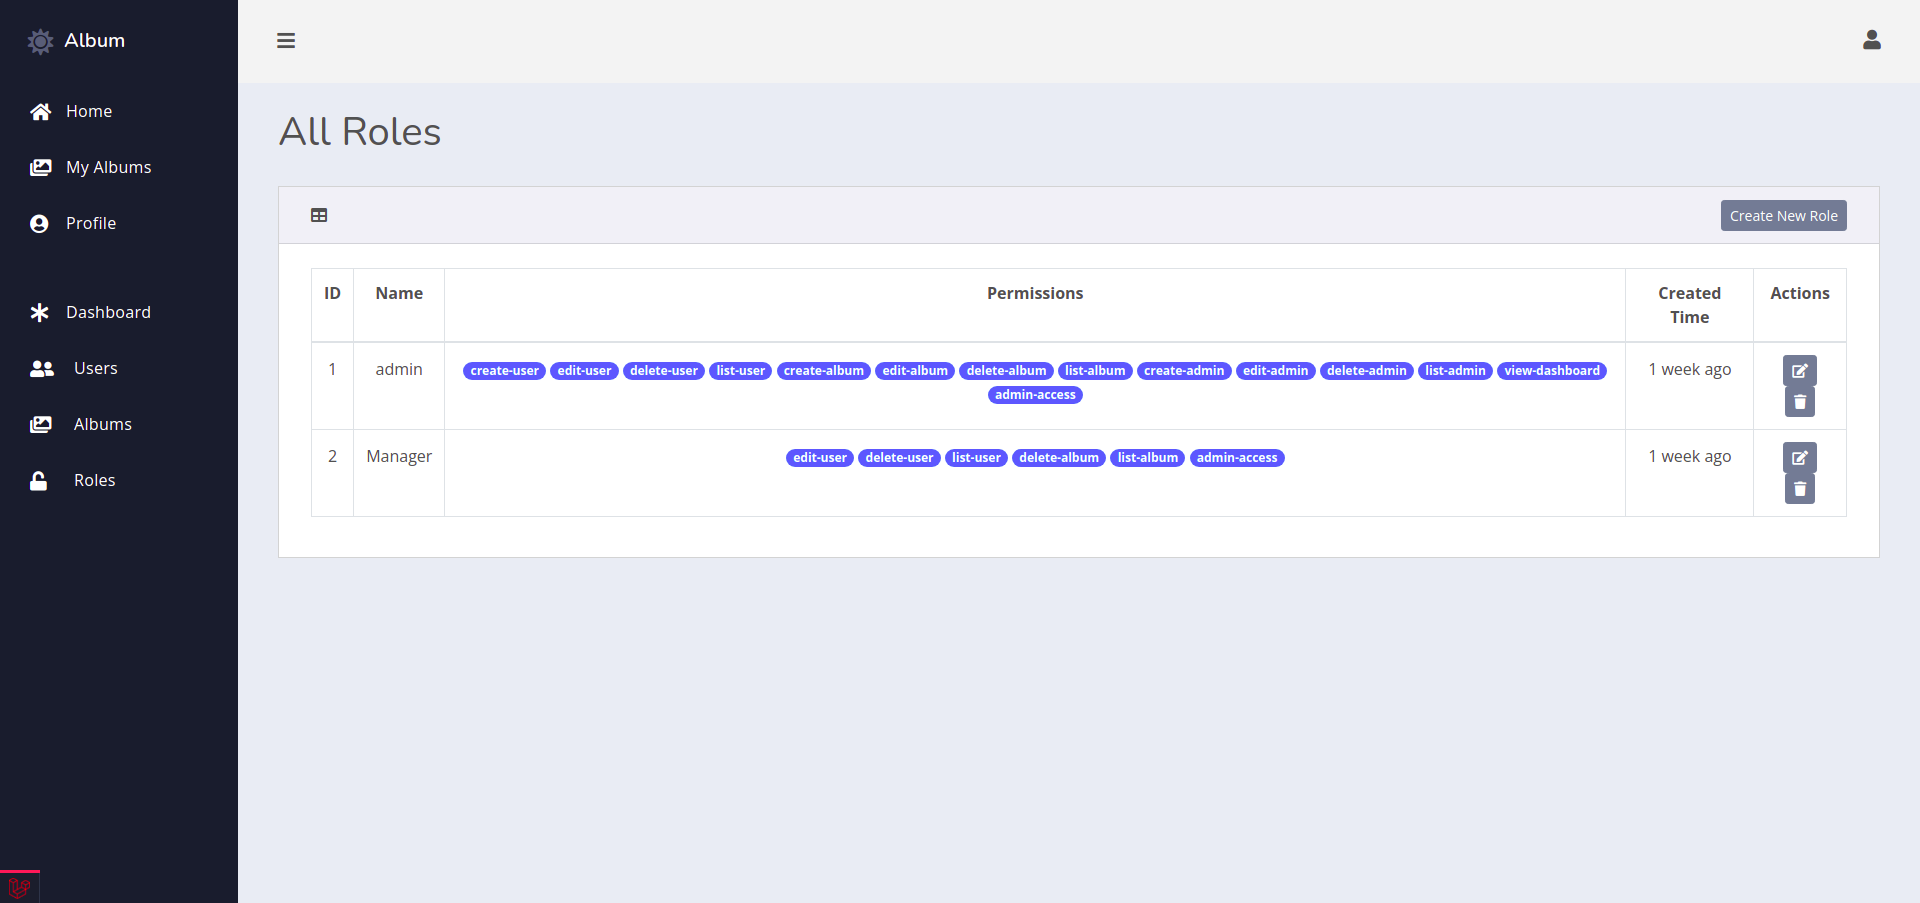 Album
Home
My Albums
Profile
Dashboard
Users
Albums
Roles
All Roles
Create New Role
ID Name Permissions Created Time Actions
1 admin create-user edit-user delete-user list-user create-album edit-album delete-album list-album create-admin edit-admin delete-admin list-admin view-dashboard 1 week ago
admin-access
2 Manager edit-user delete-user list-user delete-album list-album admin-access 1 week ago